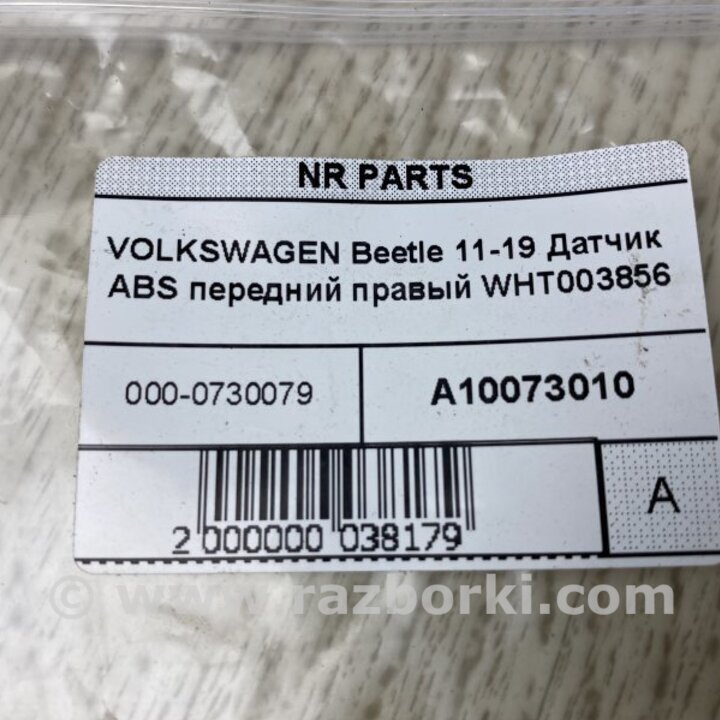 NR PARTS
VOLKSWAGEN Beetle 11-19 Датчик
ABS передний правый WHT003856
000-0730079
A10073010
A
2 000000 038179
© www.razborki.com